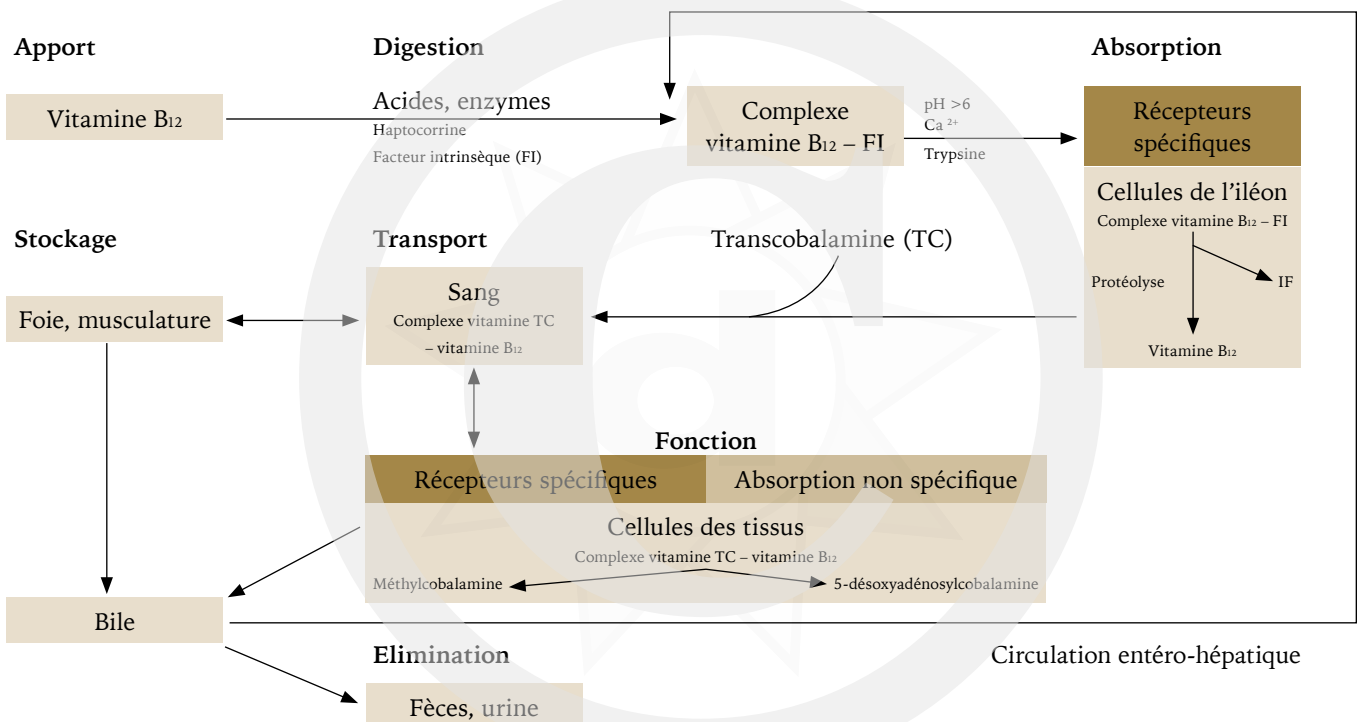 Apport
Digestion
Absorption
Vitamine B12
Acides, enzymes
Haptocorrine
Facteur intrinsèque (FI)
Complexe
vitamine B12 – FI
pH >6
Ca 2+
Trypsine
Récepteurs
spécifiques
Cellules de l’iléon
Complexe vitamine B12 – FI
Protéolyse
IF
Vitamine B12
Stockage
Transport
Transcobalamine (TC)
Foie, musculature
Sang
Complexe vitamine TC
– vitamine B12
Fonction
Récepteurs spécifiques
Absorption non spécifique
Cellules des tissus
Complexe vitamine TC – vitamine B12
Méthylcobalamine
5-désoxyadénosylcobalamine
Bile
Elimination
Circulation entéro-hépatique
Fèces, urine